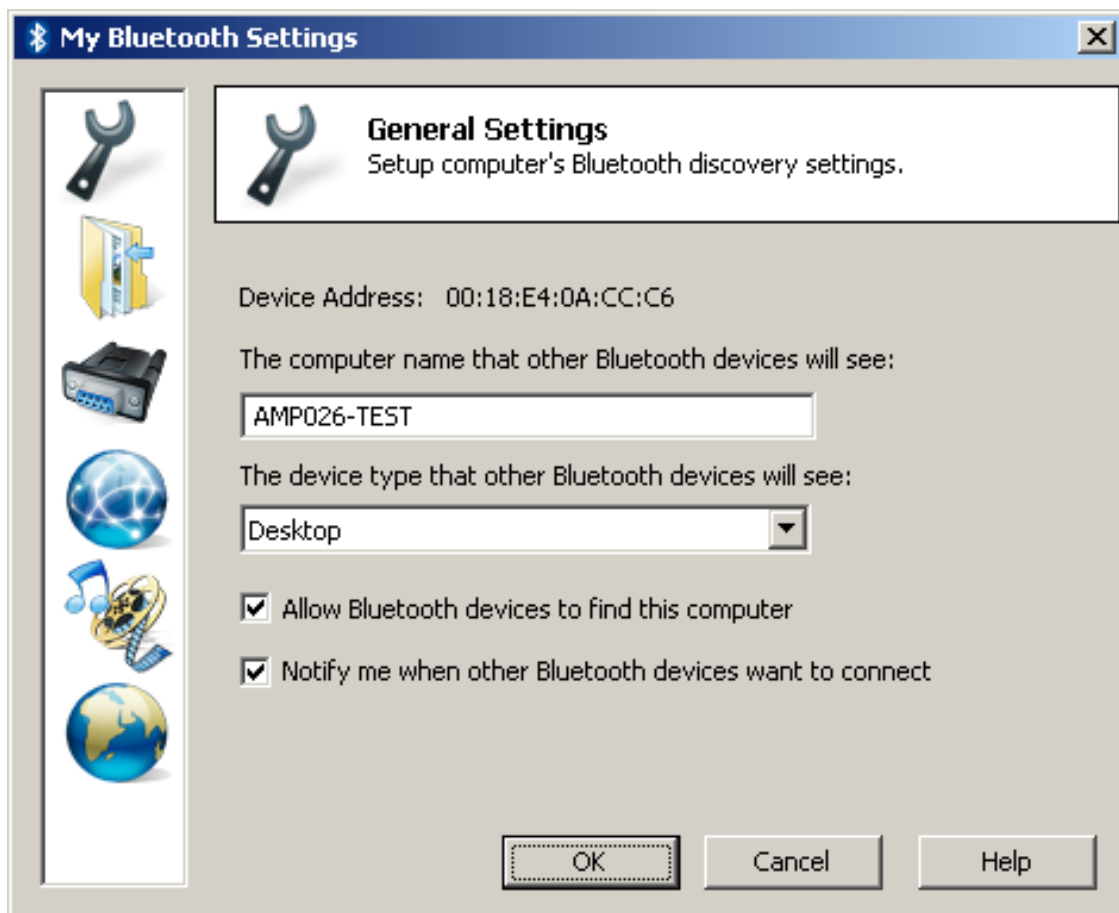 My Bluetooth Settings
General Settings
Setup computer's Bluetooth discovery settings.
Device Address: 00:18:E4:0A:CC:C6
The computer name that other Bluetooth devices will see:
AMP026-TEST
The device type that other Bluetooth devices will see:
Desktop
Allow Bluetooth devices to find this computer
Notify me when other Bluetooth devices want to connect
OK Cancel Help